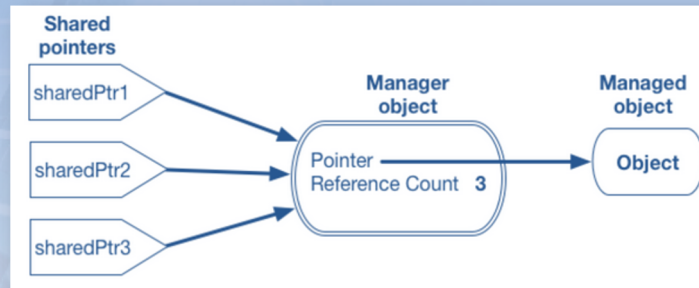 Shared
pointers
sharedPtr1
sharedPtr2
sharedPtr3
Manager
object
Pointer
Reference Count 3
Managed
object
Object